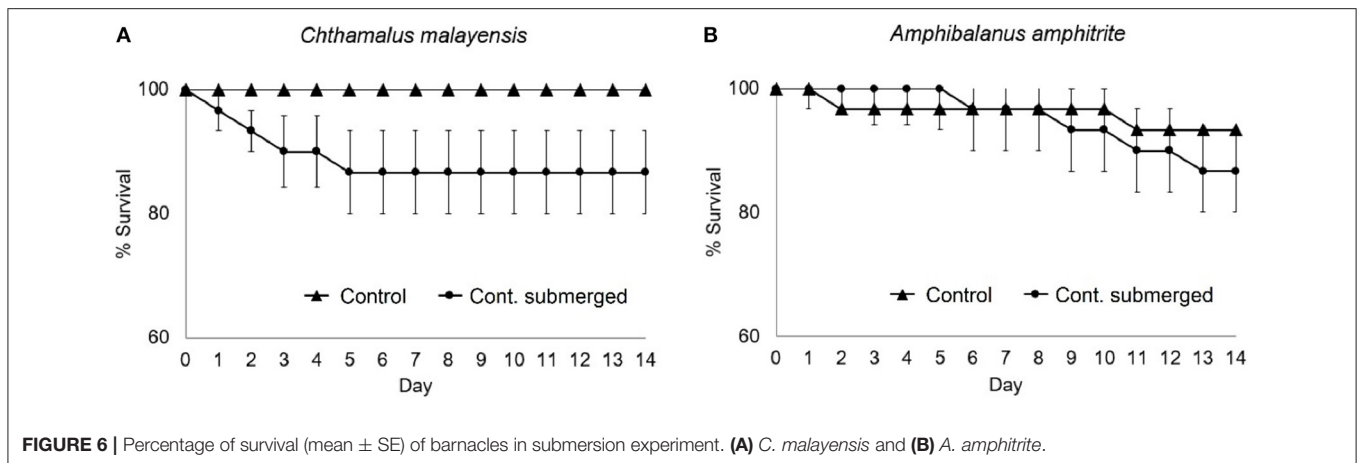 A Chthamalus malayensis
B Amphibalanus amphitrite
100
80
60
% Survival
Control Cont. submerged
0 1 2 3 4 5 6 7 8 9 10 11 12 13 14
Day
100
80
60
% Survival
Control Cont. submerged
0 1 2 3 4 5 6 7 8 9 10 11 12 13 14
Day
FIGURE 6 | Percentage of survival (mean ± SE) of barnacles in submersion experiment. (A) C. malayensis and (B) A. amphitrite.